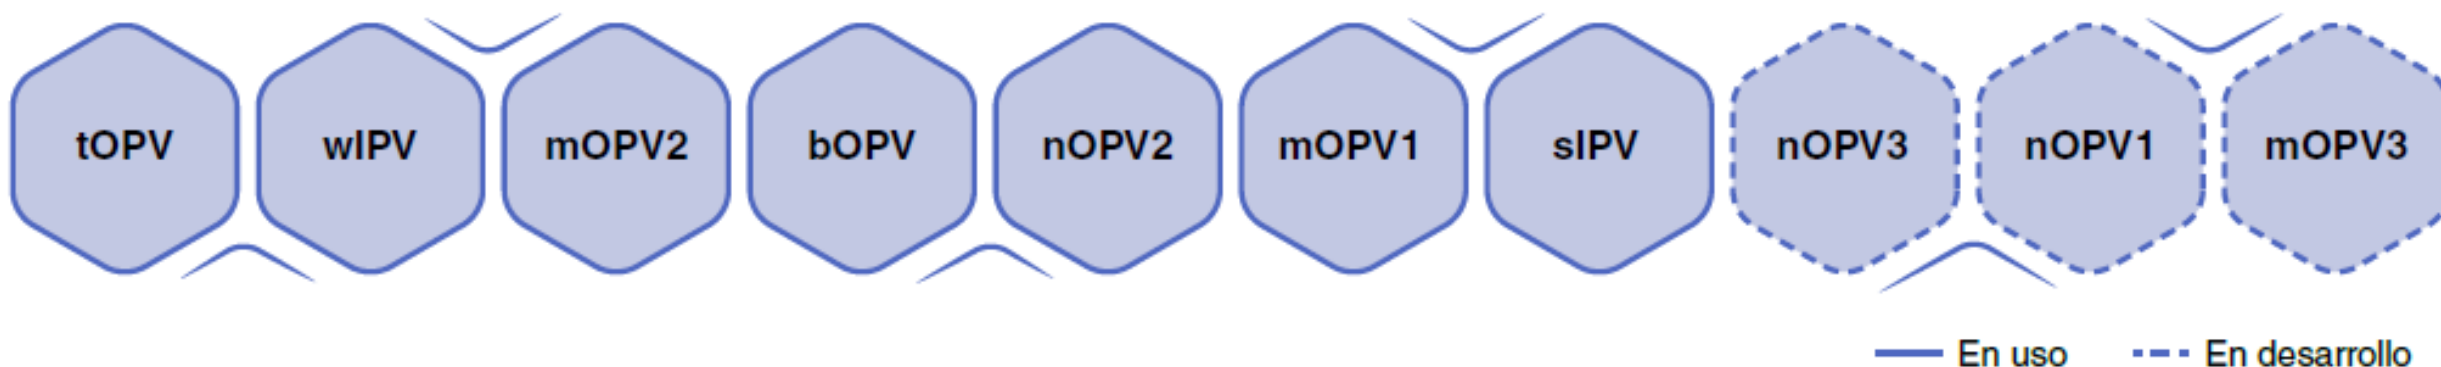 tOPV wIPV mOPV2 bOPV nOPV2 mOPV1 sIPV nOPV3 nOPV1 mOPV3
En uso En desarrollo